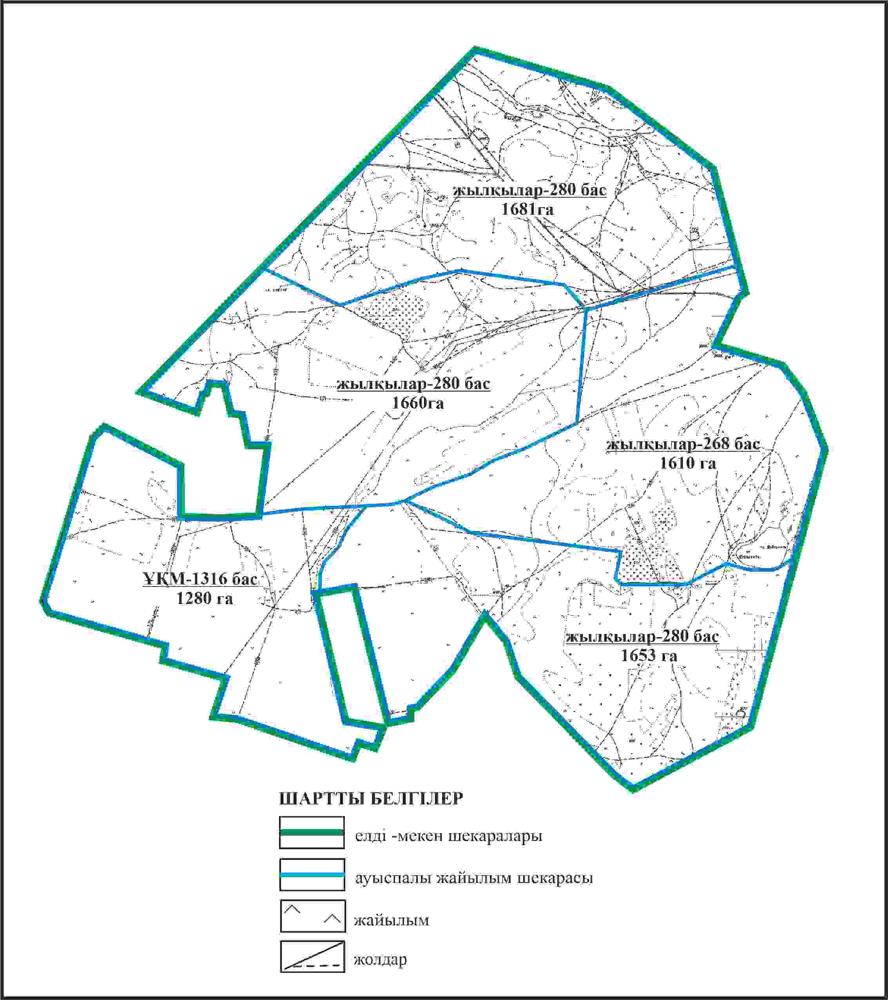 жылқылар-280 бас
1681га
жылқылар-280 бас
1660га
жылқылар-268 бас
1610 га
ҰҚМ-1316 бас
1280 га
жылқылар-280 бас
1653 га
ШАРТТЫ БЕЛГІЛЕР
елді -мекен шекаралары
ауыспалы жайылым шекарасы
жайылым
жолдар